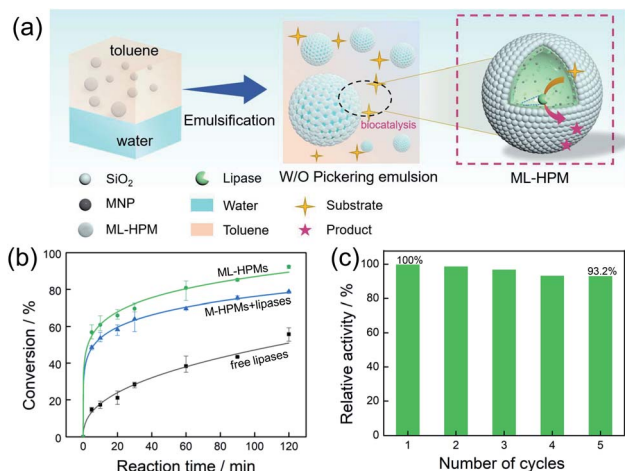 (a)
toluene
water
Emulsification
biocatalysis
W/O Pickering emulsion
ML-HPM
SiO₂
Lipase
MNP
Water
Substrate
ML-HPM
Toluene
Product
(b)
Conversion / %
100
80
60
40
20
0
ML-HPMs
M-HPMs+lipases
free lipases
0 20 40 60 80 100 120
Reaction time / min
(c)
Relative activity / %
100
80
60
40
20
0
100%
93.2%
1 2 3 4 5
Number of cycles